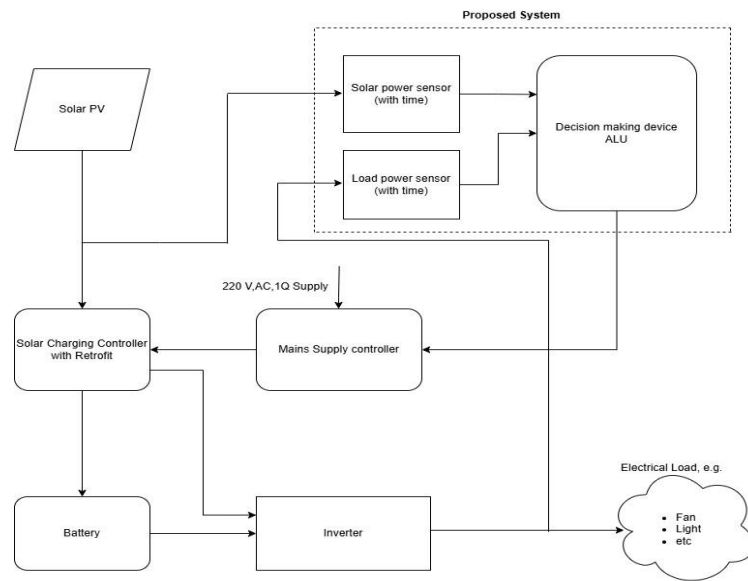 Proposed System
Solar PV
Solar power sensor
(with time)
Decision making device
ALU
Load power sensor
(with time)
220 V,AC,1Q Supply
Solar Charging Controller
with Retrofit
Mains Supply controller
Electrical Load, e.g.
Battery
Inverter
• Fan
• Light
• etc